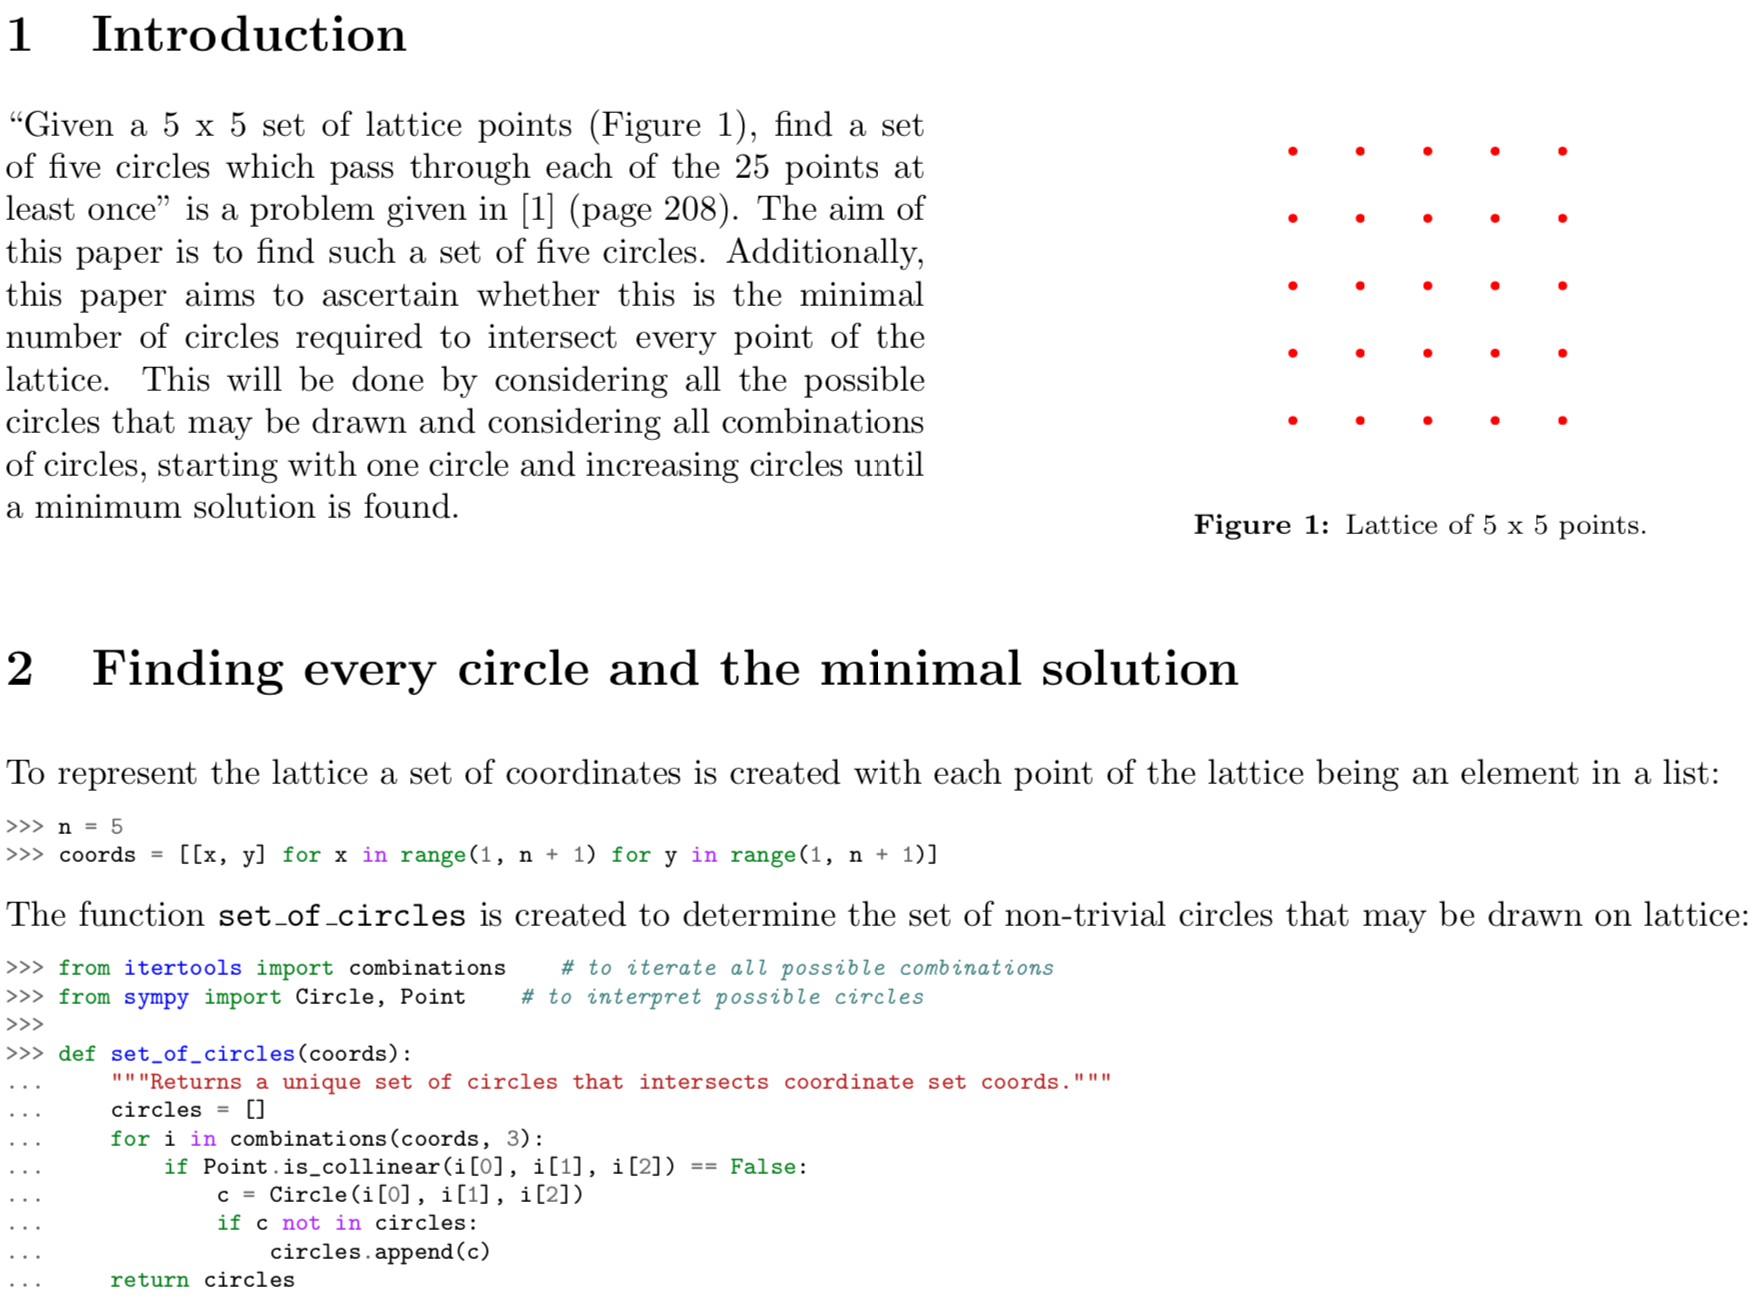 1 Introduction
“Given a 5 x 5 set of lattice points (Figure 1), find a set
of five circles which pass through each of the 25 points at
least once” is a problem given in [1] (page 208). The aim of
this paper is to find such a set of five circles. Additionally,
this paper aims to ascertain whether this is the minimal
number of circles required to intersect every point of the
lattice. This will be done by considering all the possible
circles that may be drawn and considering all combinations
of circles, starting with one circle and increasing circles until
a minimum solution is found.
Figure 1: Lattice of 5 x 5 points.
2 Finding every circle and the minimal solution
To represent the lattice a set of coordinates is created with each point of the lattice being an element in a list:
>>> n = 5
>>> coords = [[x, y] for x in range(1, n + 1) for y in range(1, n + 1)]
The function set_of_circles is created to determine the set of non-trivial circles that may be drawn on lattice:
>>> from itertools import combinations    # to iterate all possible combinations
>>> from sympy import Circle, Point    # to interpret possible circles
>>>
>>> def set_of_circles(coords):
...     """Returns a unique set of circles that intersects coordinate set coords."""
...     circles = []
...     for i in combinations(coords, 3):
...         if Point.is_collinear(i[0], i[1], i[2]) == False:
...             c = Circle(i[0], i[1], i[2])
...             if c not in circles:
...                 circles.append(c)
...     return circles